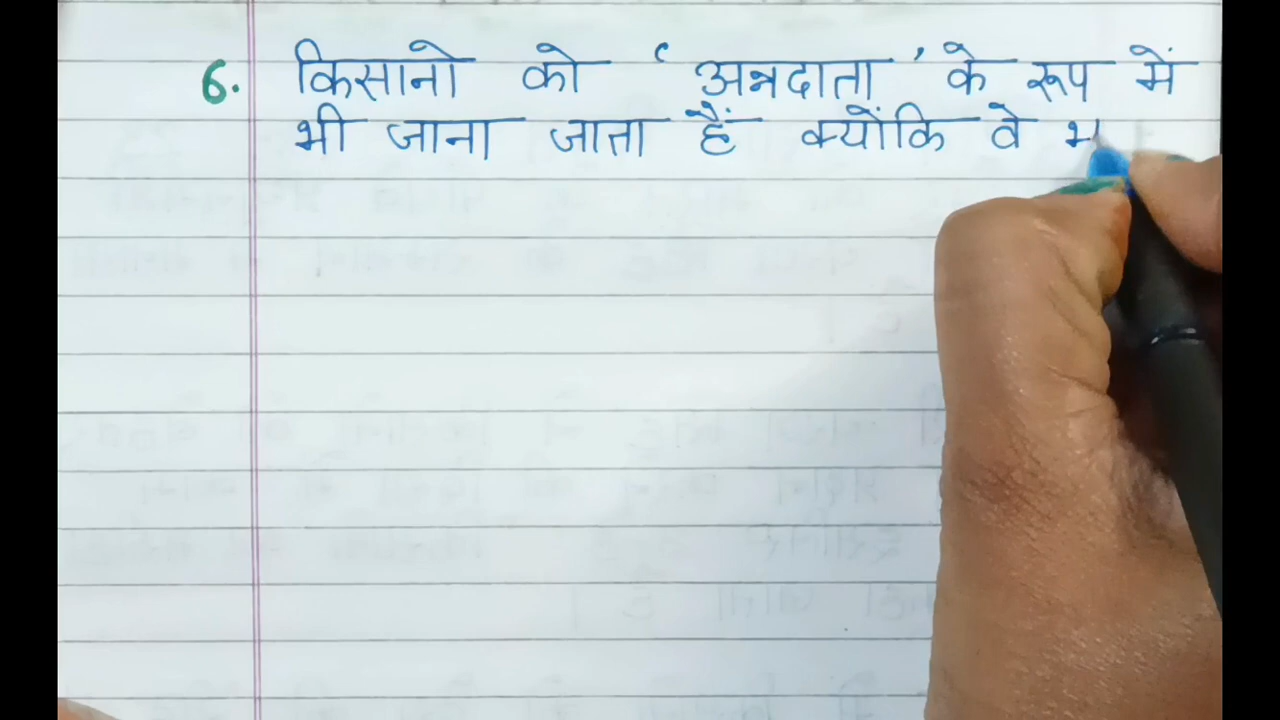 6. किसानो को ‘अन्नदाता’ के रूप में
भी जाना जाता हैं क्योंकि वे भ